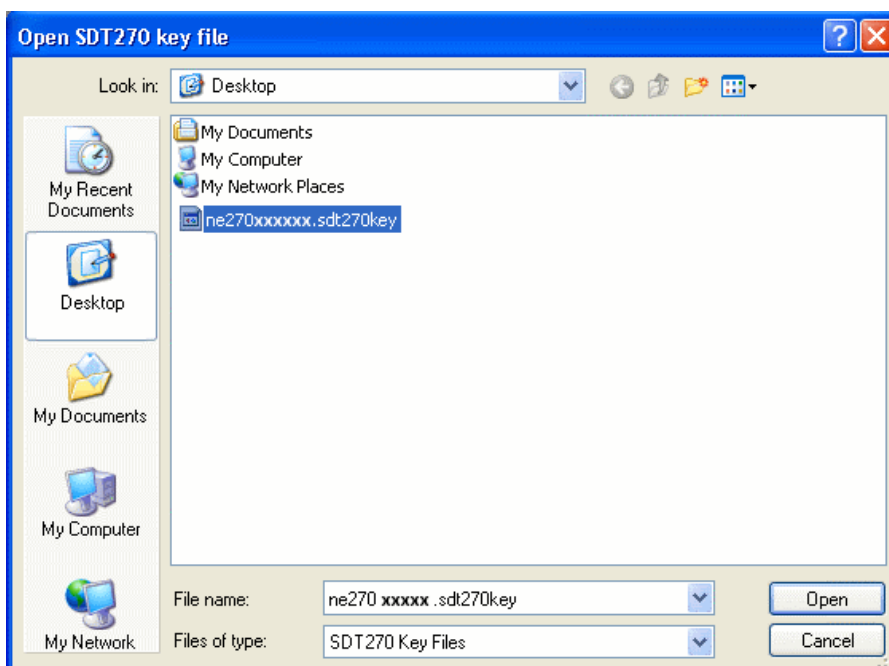 Open SDT270 key file
Look in: Desktop
My Documents
My Computer
My Network Places
ne270xxxxxx.sdt270key
My Recent
Documents
Desktop
My Documents
My Computer
My Network
File name: ne270 xxxxx .sdt270key Open
Files of type: SDT270 Key Files Cancel